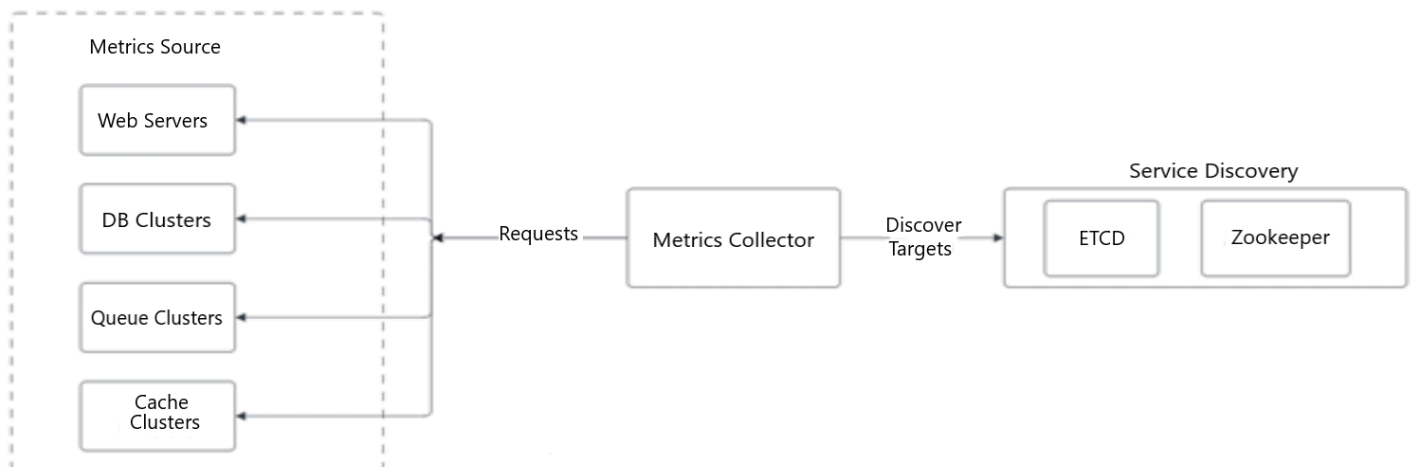 Metrics Source
Web Servers
DB Clusters
Queue Clusters
Cache
Clusters
Requests
Metrics Collector
Discover
Targets
Service Discovery
ETCD
Zookeeper